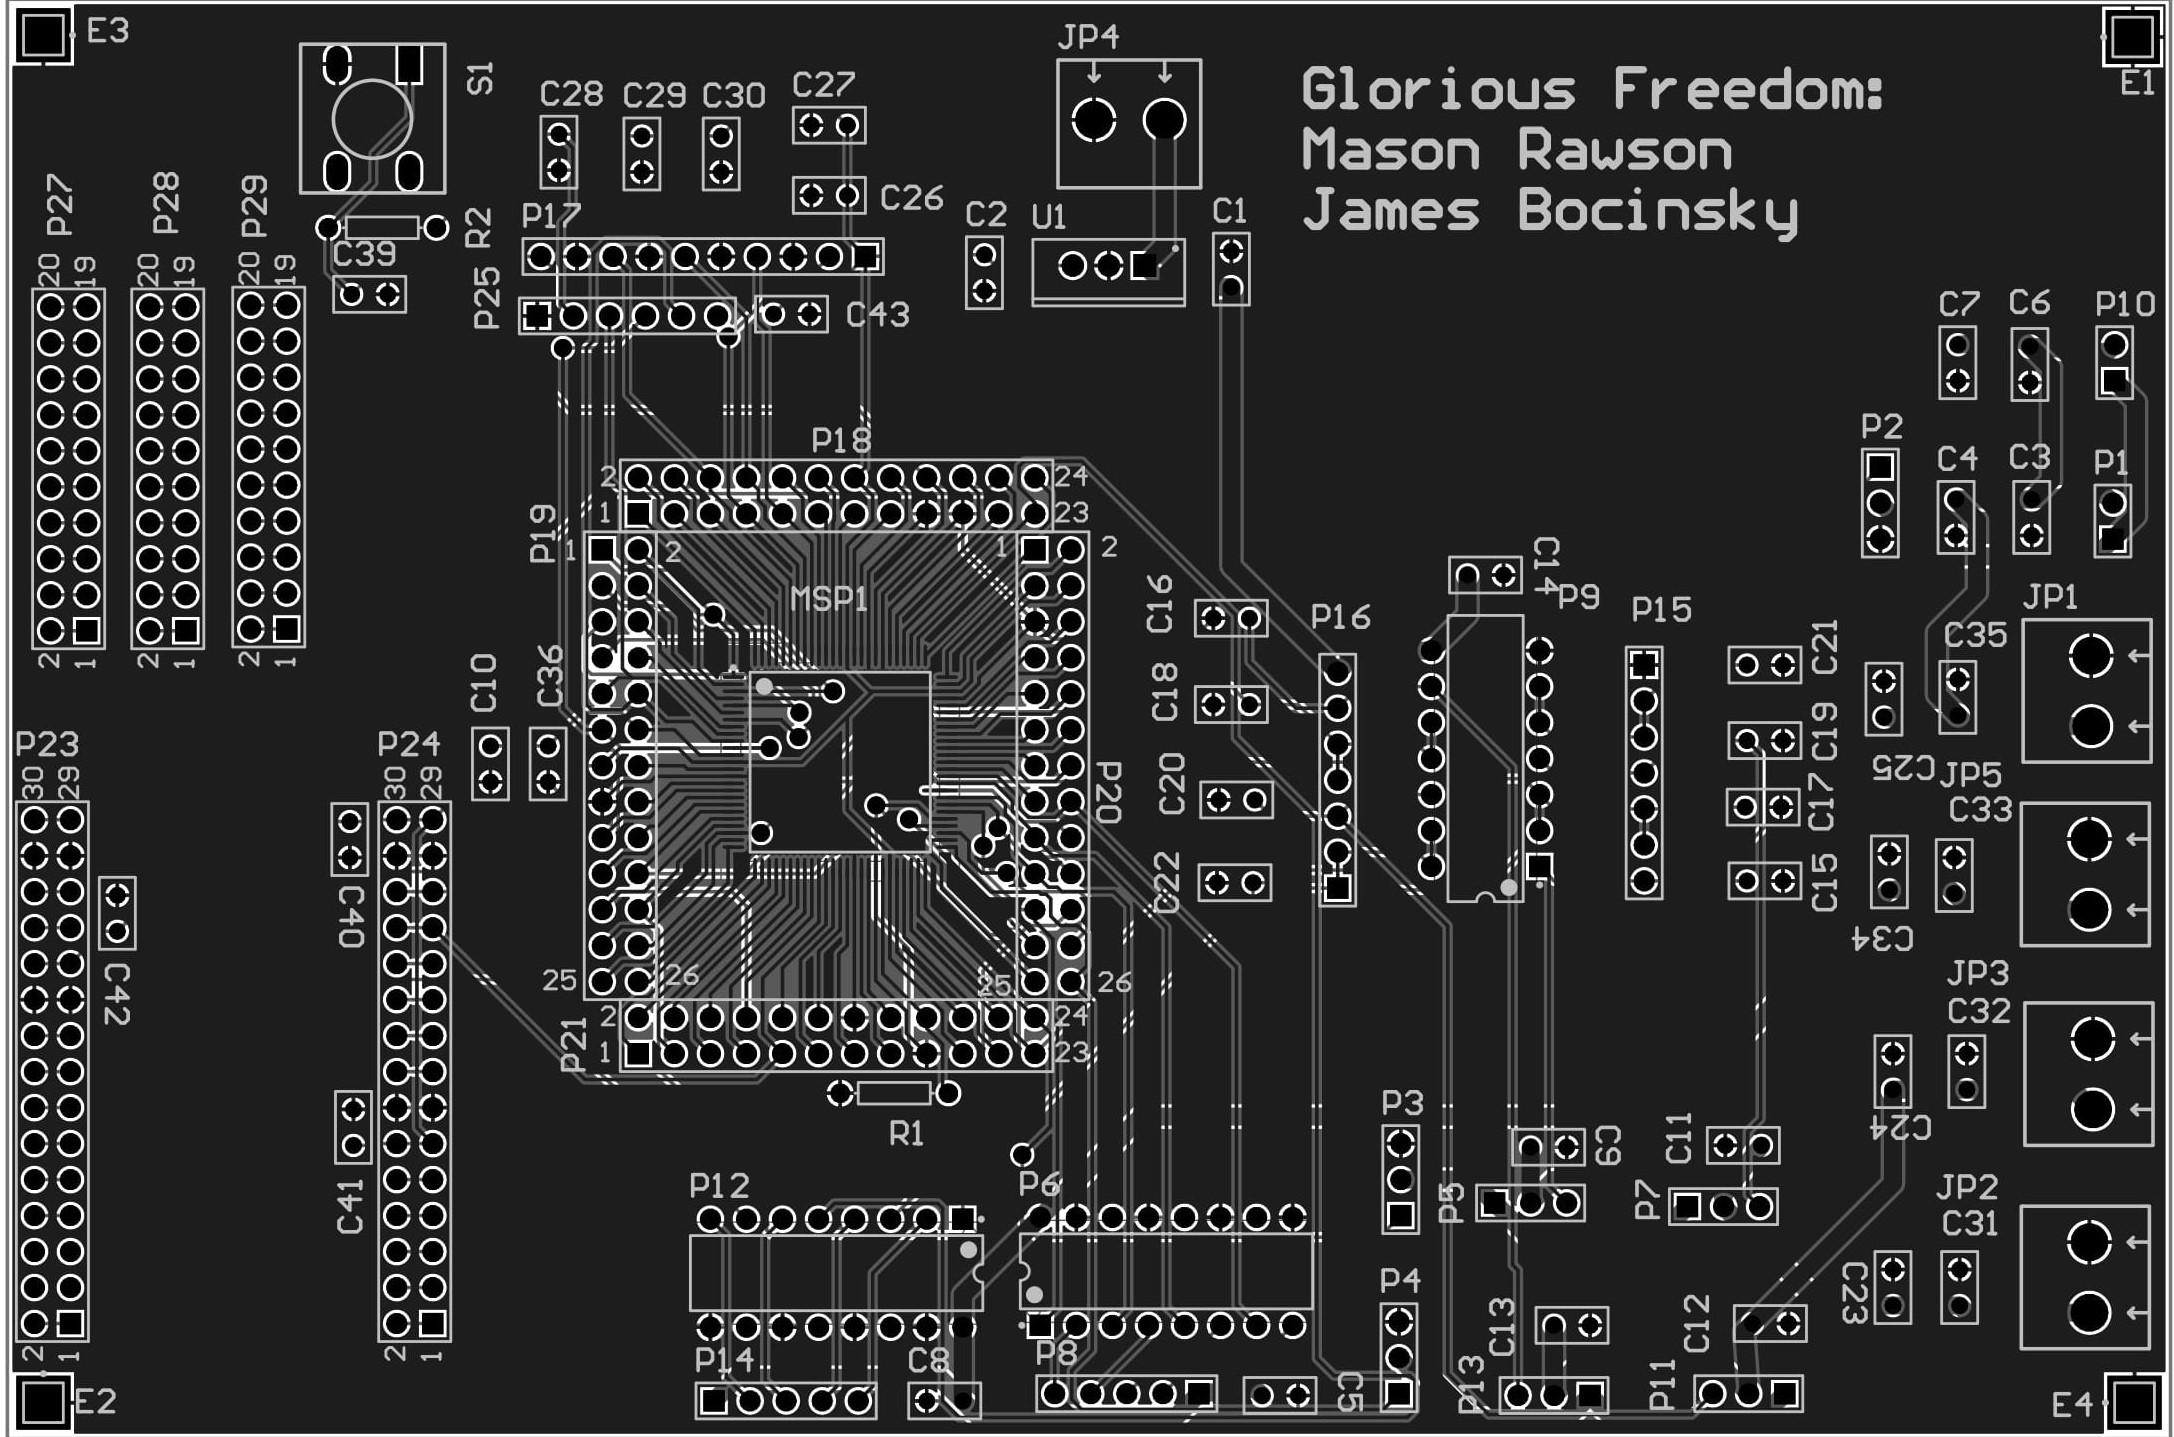 E3
S1
C28
C29
C30
C27
JP4
Glorious Freedom:
Mason Rawson
James Bocinsky
E1
P27
P28
P29
R2
C39
P17
C26
C2
U1
C1
P25
C43
20
19
20
19
20
19
C7
C6
P10
P18
P2
C4
C3
P1
2
24
1
23
P19
1
2
1
2
MSP1
C16
P16
C14
P9
P15
JP1
C35
C21
2
1
2
1
2
1
C10
C36
C18
C19
C25
JP5
C33
P23
P24
30
29
30
29
P20
C20
C17
C40
C42
C22
C15
C34
25
26
25
26
JP3
C32
2
24
P21
1
23
R1
C41
P3
C9
C11
C24
P12
P6
P5
P7
JP2
C31
P4
C13
C12
C23
2
1
2
1
P14
C8
P8
C5
P13
P11
E2
E4